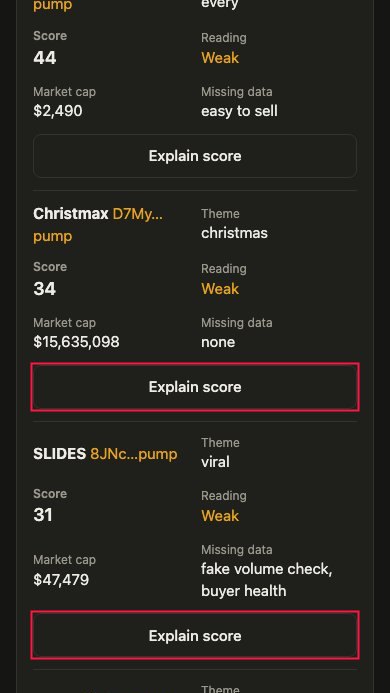 pump
every
Score
44
Reading
Weak
Market cap
$2,490
Missing data
easy to sell
Explain score
Christmax D7My...
pump
Theme
christmas
Score
34
Reading
Weak
Market cap
$15,635,098
Missing data
none
Explain score
SLIDES 8JNc...pump
Theme
viral
Score
31
Reading
Weak
Market cap
$47,479
Missing data
fake volume check,
buyer health
Explain score
Theme